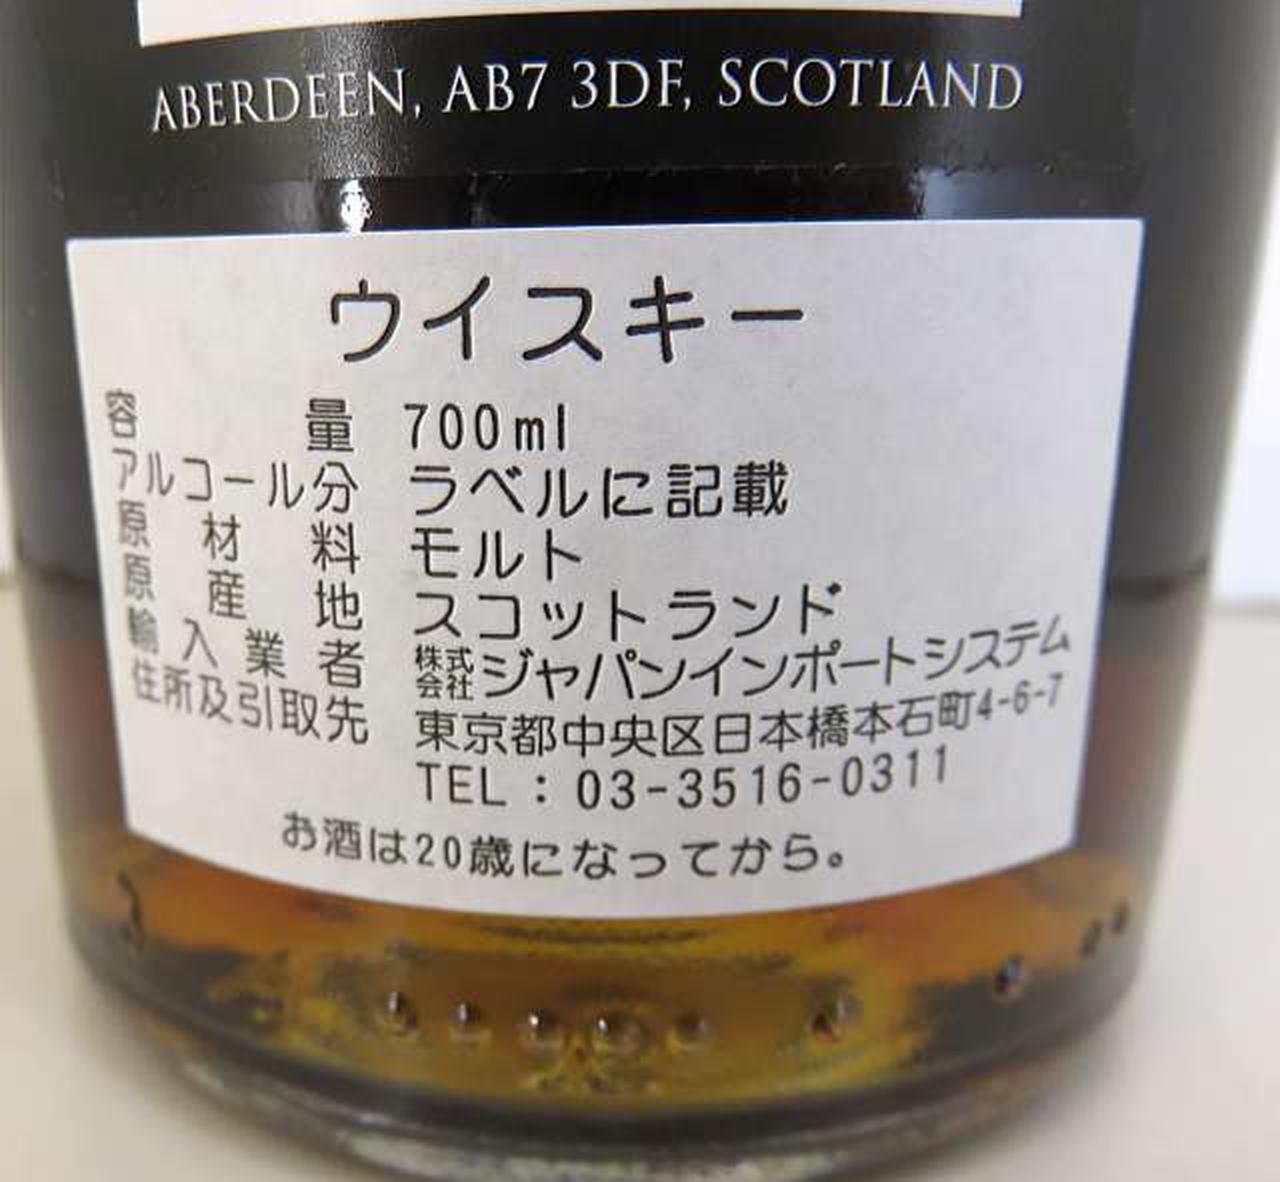 ABERDEEN, AB7 3DF, SCOTLAND
ウイスキー
容量 700ml
アルコール分 ラベルに記載
原材料 モルト
原産地 スコットランド
輸入業者 株式会社ジャパンインポートシステム
住所及引取先 東京都中央区日本橋本石町4-6-7
TEL：03-3516-0311
お酒は20歳になってから。